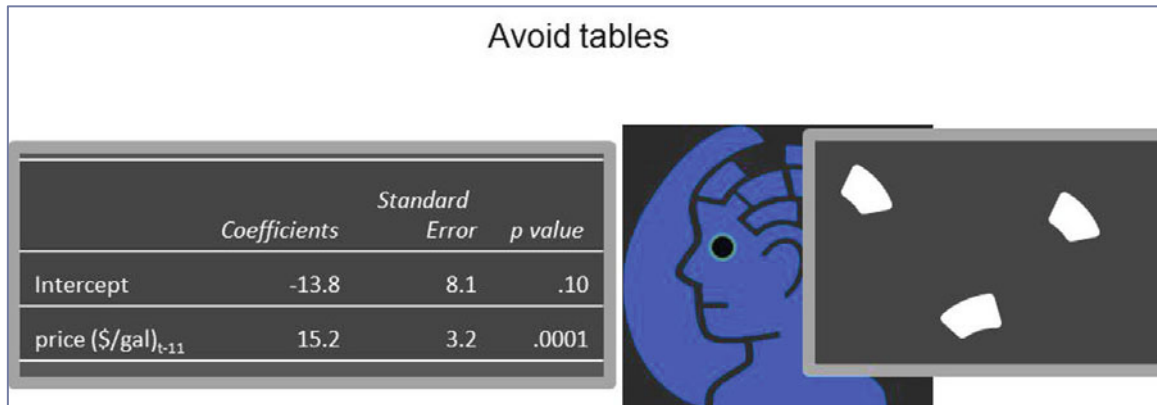 Avoid tables
Standard
Coefficients Error p value
Intercept -13.8 8.1 .10
price ($/gal)t-11 15.2 3.2 .0001